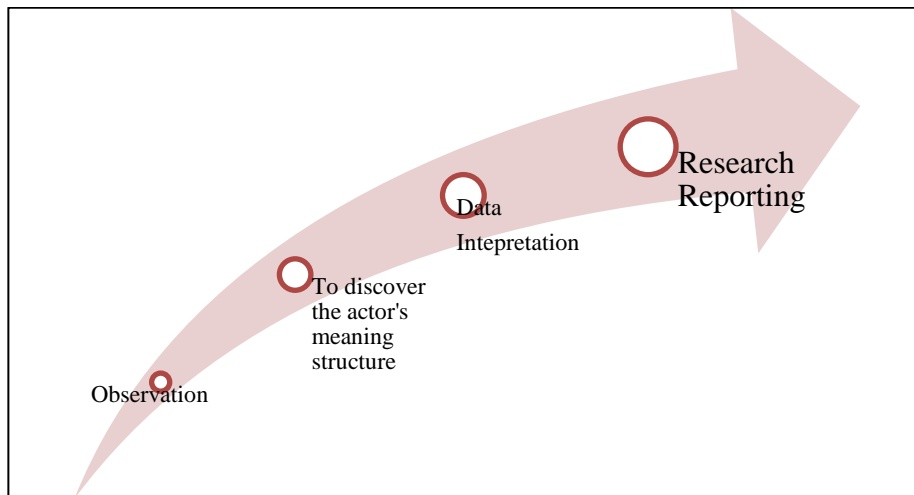 Observation
To discover
the actor's
meaning
structure
Data
Intepretation
Research
Reporting